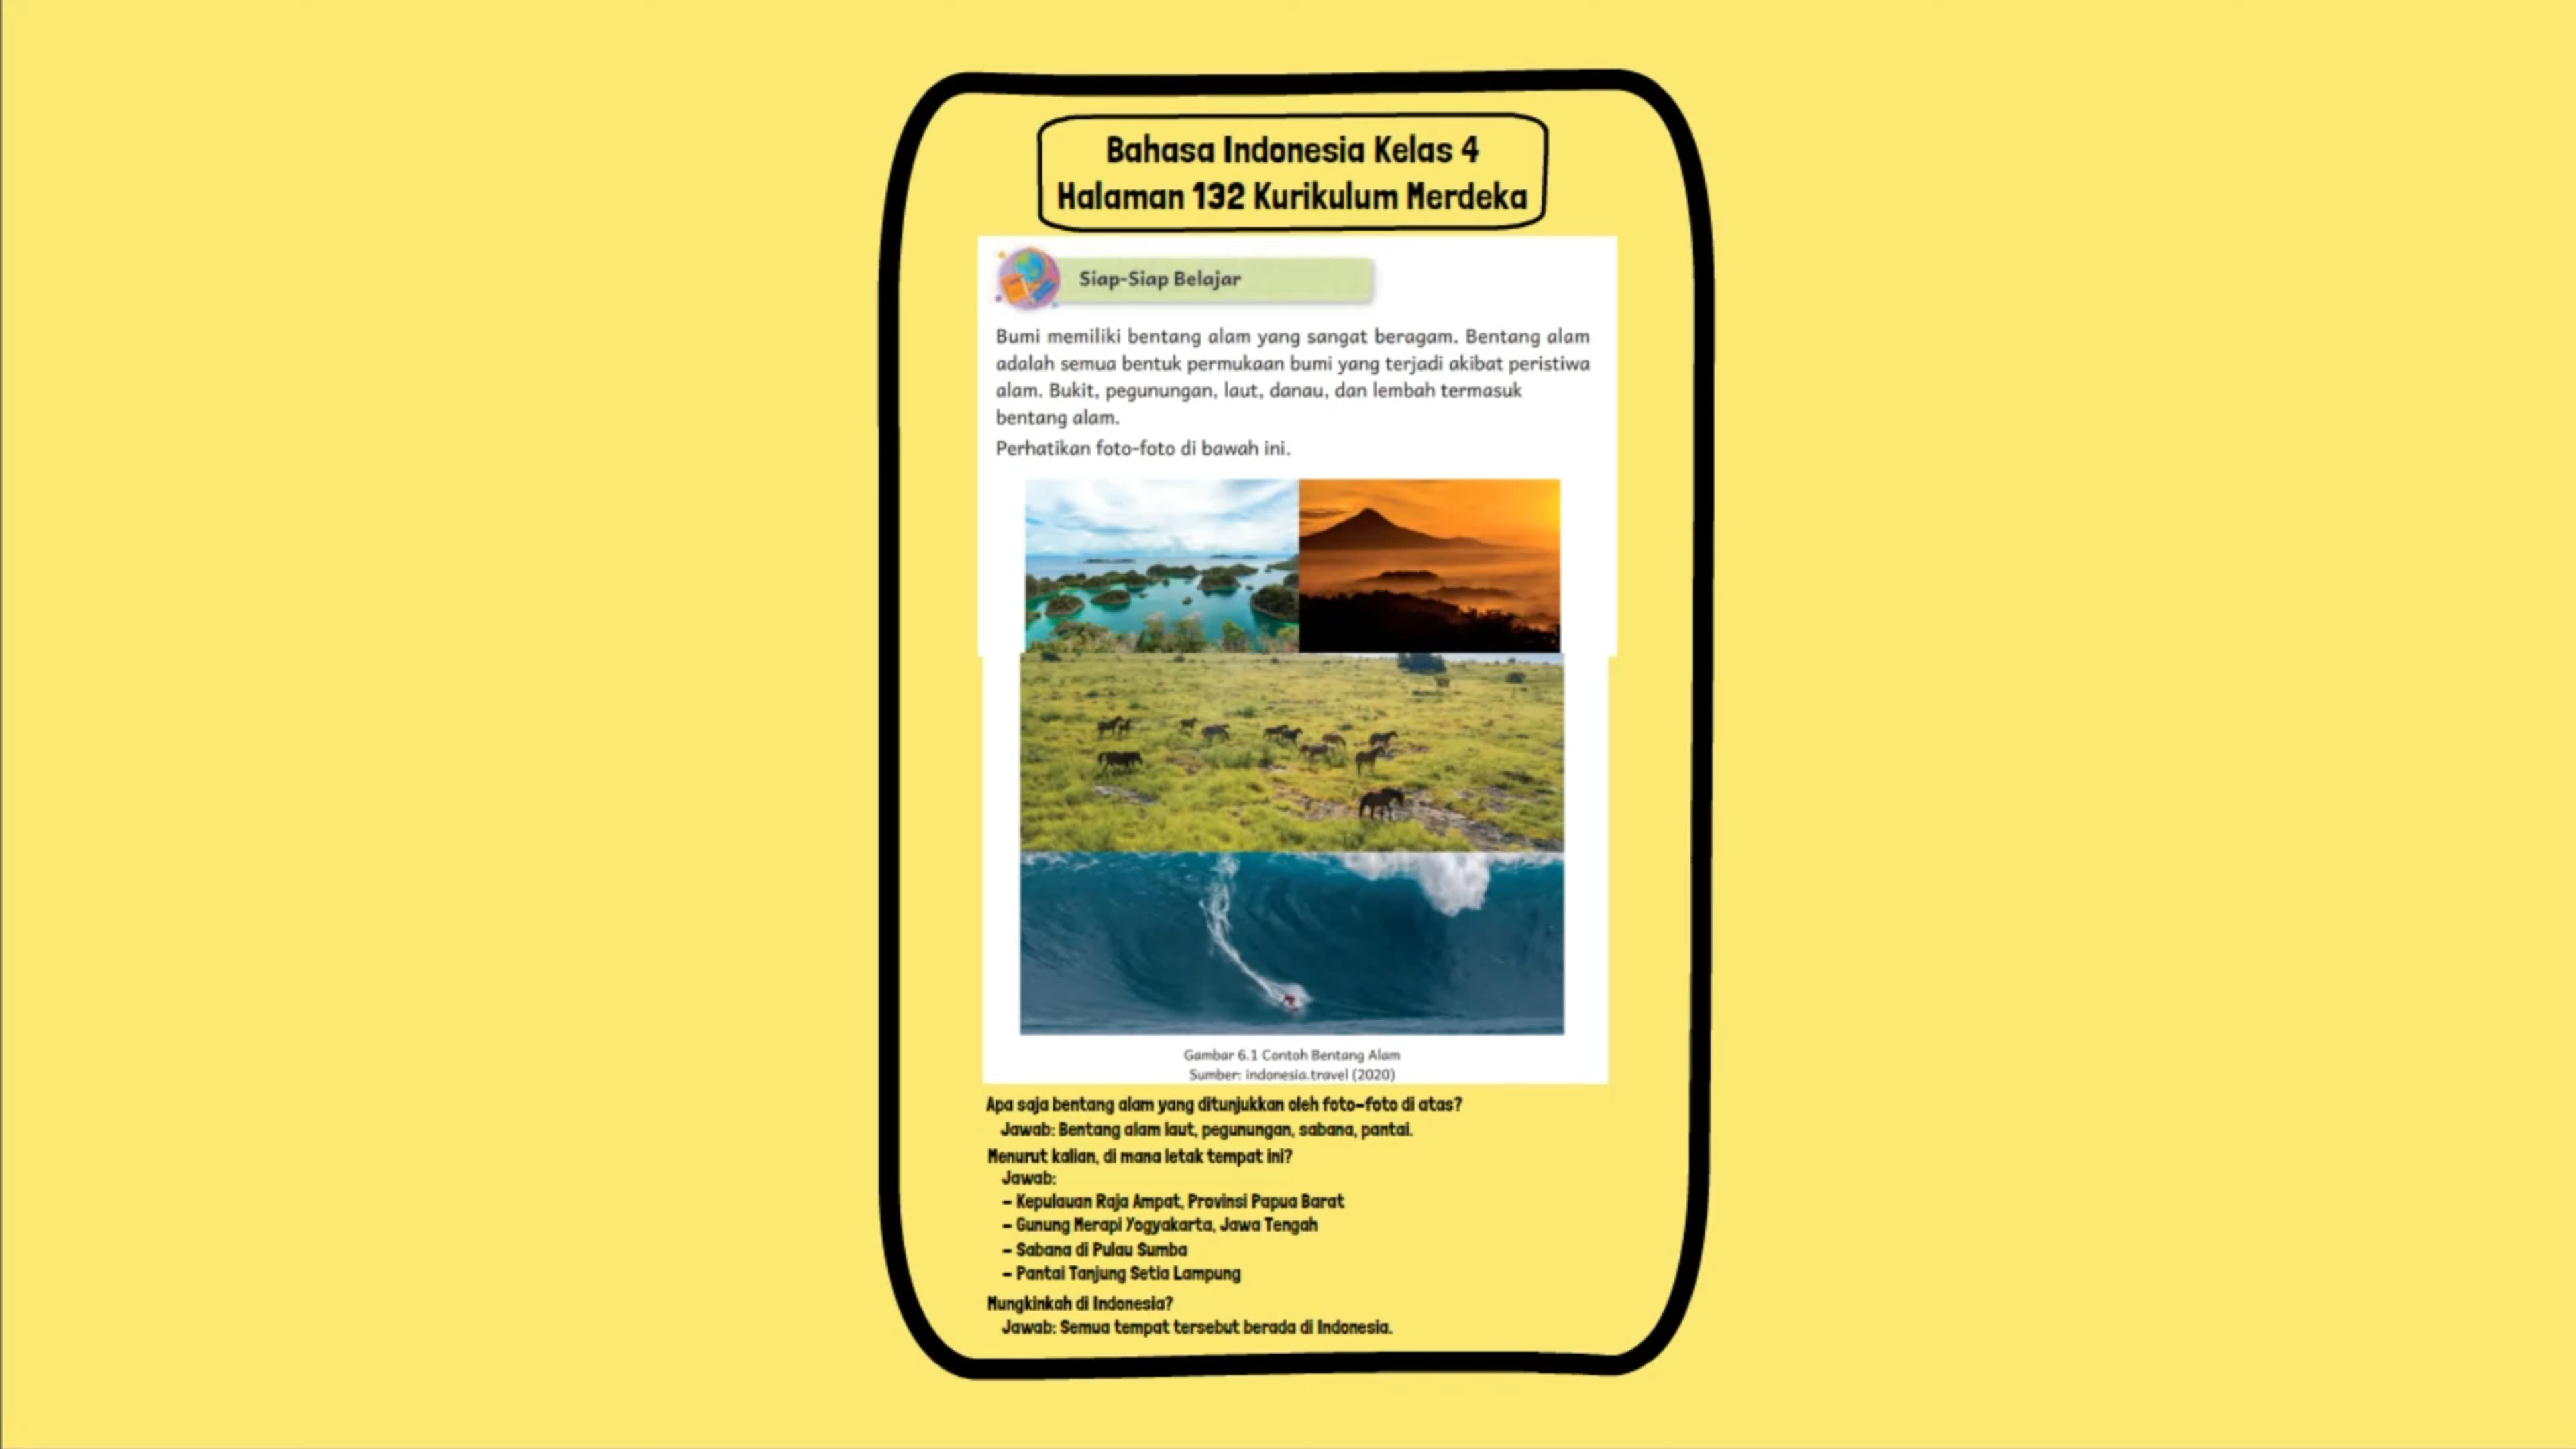 Bahasa Indonesia Kelas 4
Halaman 132 Kurikulum Merdeka
Siap-Siap Belajar
Bumi memiliki bentang alam yang sangat beragam. Bentang alam
adalah semua bentuk permukaan bumi yang terjadi akibat peristiwa
alam. Bukit, pegunungan, laut, danau, dan lembah termasuk
bentang alam.
Perhatikan foto-foto di bawah ini.
Gambar 6.1 Contoh Bentang Alam
Sumber: indonesia.travel (2020)
Apa saja bentang alam yang ditunjukkan oleh foto-foto di atas?
Jawab: Bentang alam laut, pegunungan, sabana, pantai.
Menurut kalian, di mana letak tempat ini?
Jawab:
- Kepulauan Raja Ampat, Provinsi Papua Barat
- Gunung Merapi Yogyakarta, Jawa Tengah
- Sabana di Pulau Sumba
- Pantai Tanjung Setia Lampung
Mungkinkah di Indonesia?
Jawab: Semua tempat tersebut berada di Indonesia.